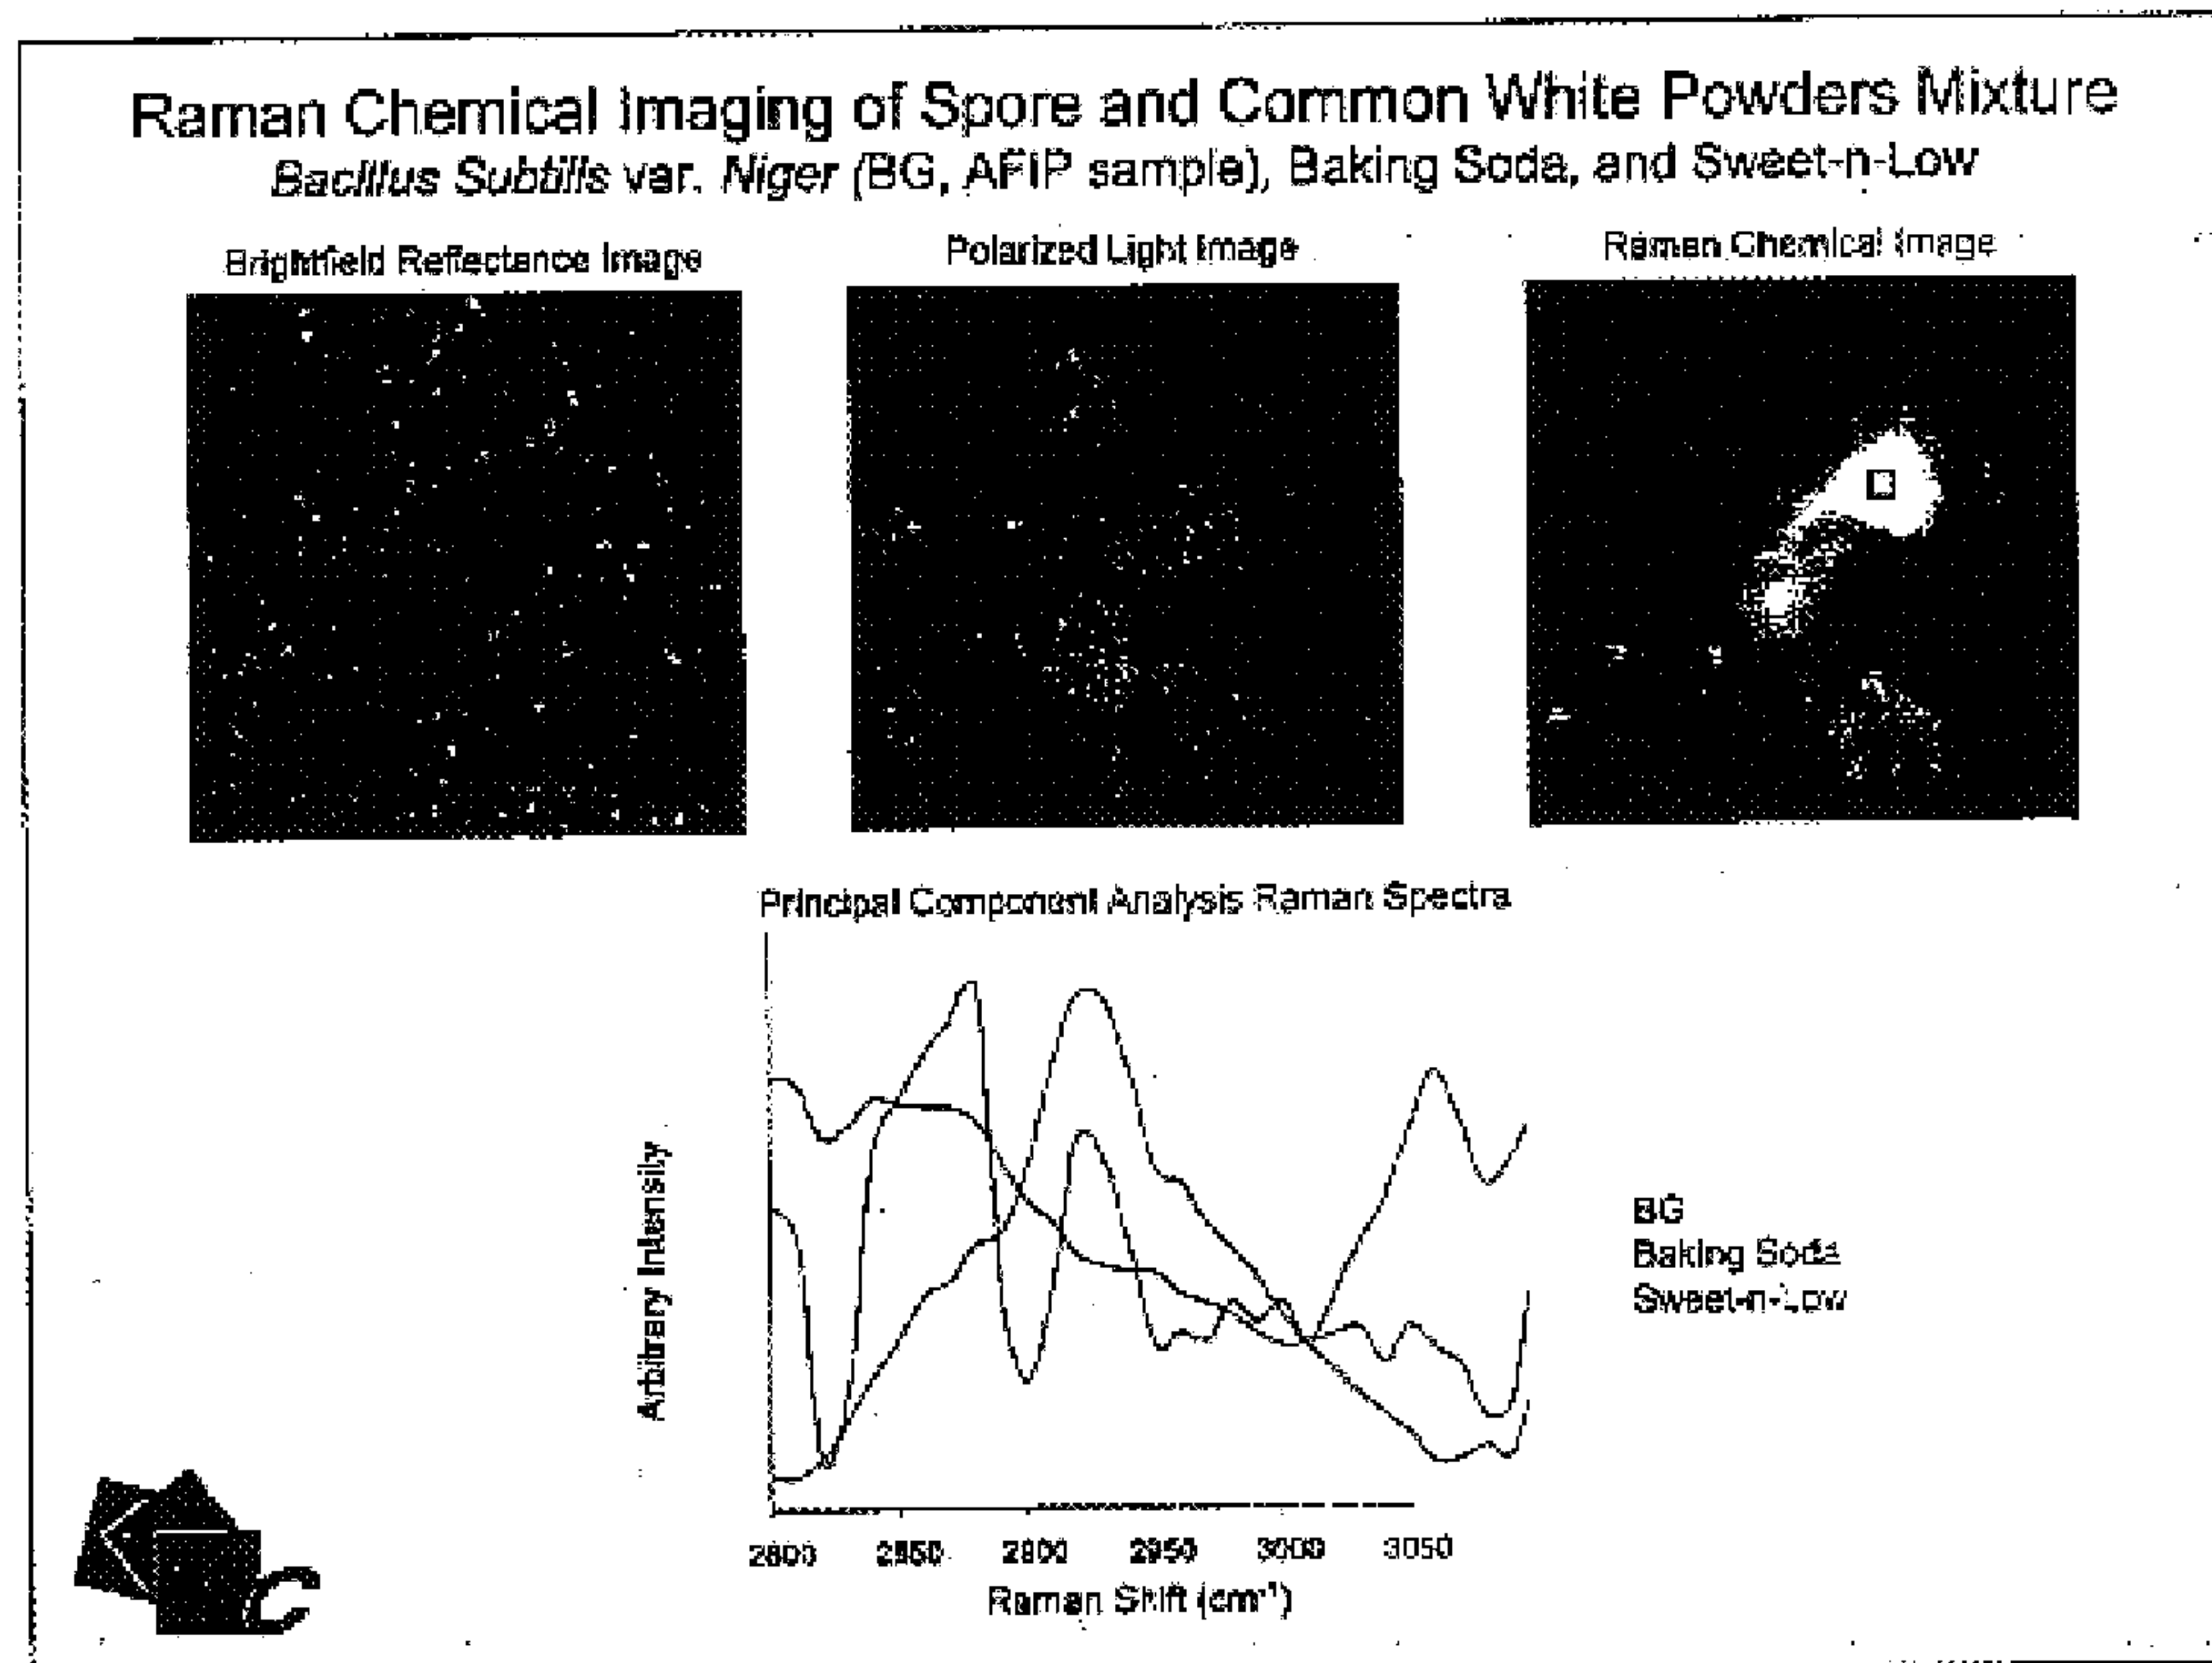 Raman Chemical Imaging of Spore and Common White Powders Mixture
Bacillus Subtilis var. Niger (BG, AFIP sample), Baking Soda, and Sweet-n-Low
Brightfield Reflectance Image
Polarized Light Image
Raman Chemical Image
Principal Component Analysis Raman Spectra
Arbitrary Intensity
BG
Baking Soda
Sweet-n-Low
2800 2850 2900 2950 3000 3050
Raman Shift (cm⁻¹)
C